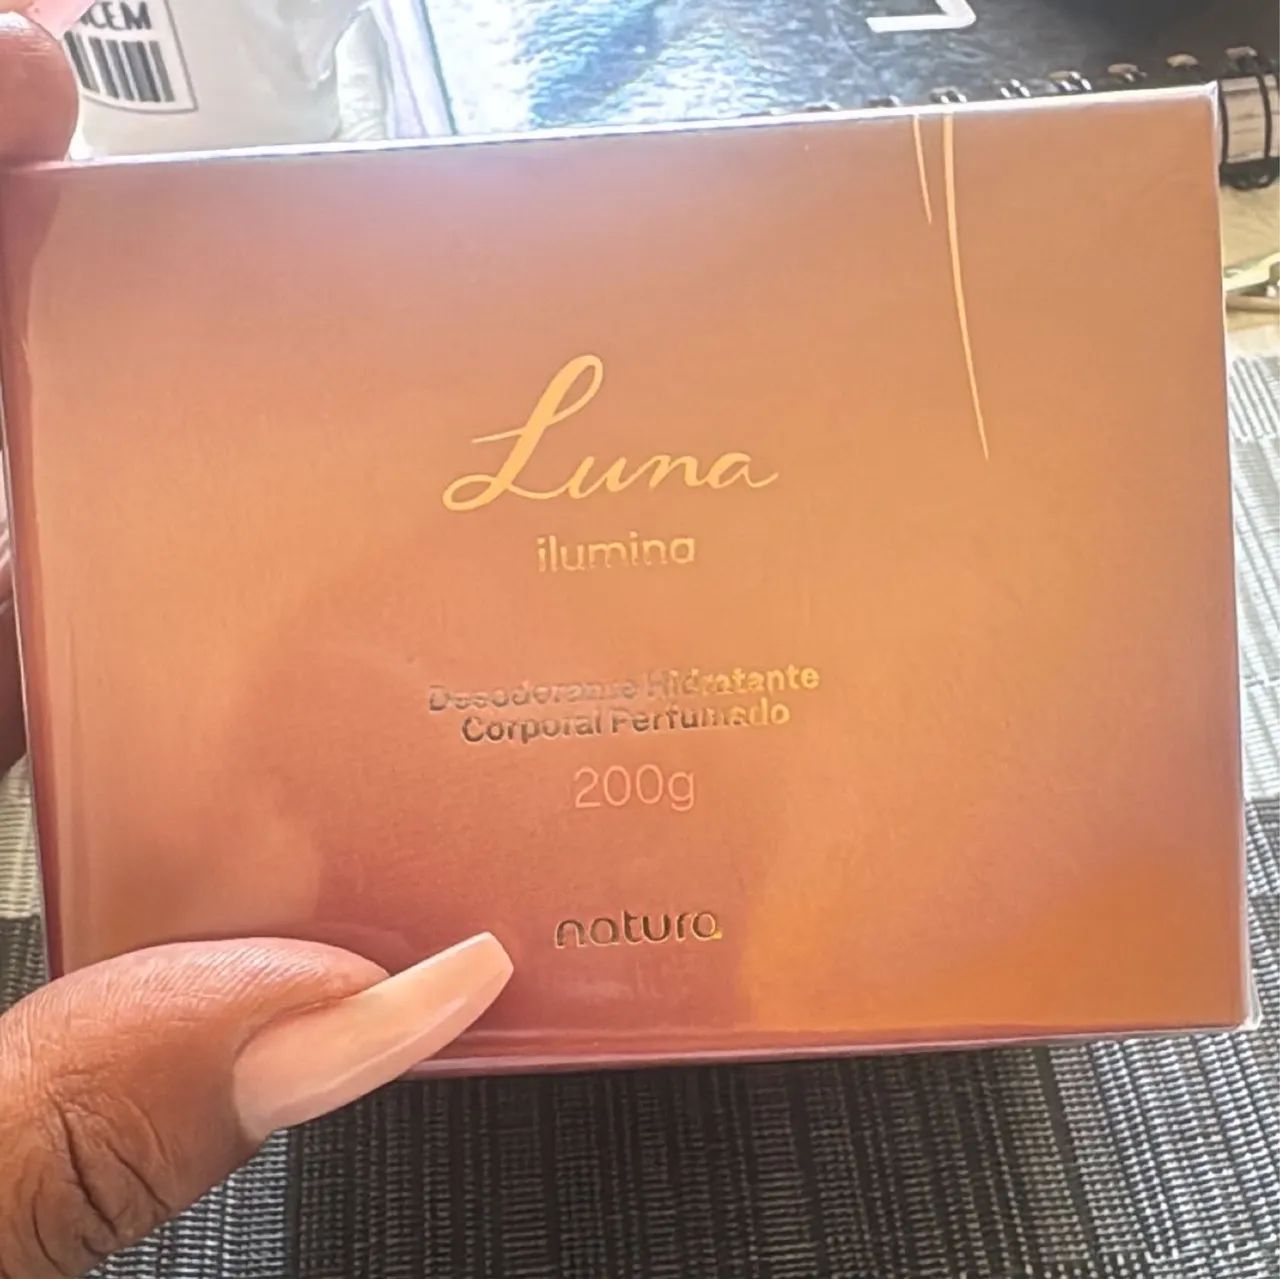 Luna
ilumina
Desodorante Hidratante
Corporal Perfumado
200g
natura